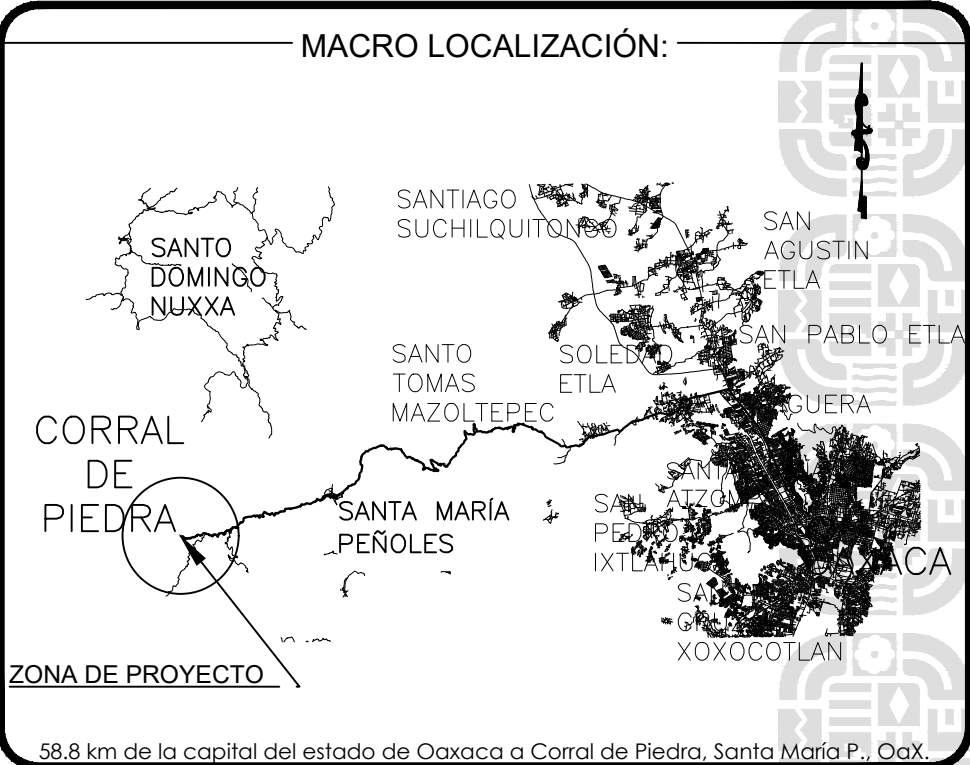 MACRO LOCALIZACIÓN:
SANTIAGO
SUCHILQUITONGO
SAN
AGUSTIN
ETLA
SANTO
DOMINGO
NUXXA
SAN PABLO ETLA
SANTO
TOMAS
MAZOLTEPEC
SOLEDAD
ETLA
GUERA
CORRAL
DE
PIEDRA
SANTA
ATZOM
SANTA MARÍA
PEÑOLES
SAN
PEDRO
IXTLAHUACA
OAXACA
XOXOCOTLAN
ZONA DE PROYECTO
58.8 km de la capital del estado de Oaxaca a Corral de Piedra, Santa María P., OaX.